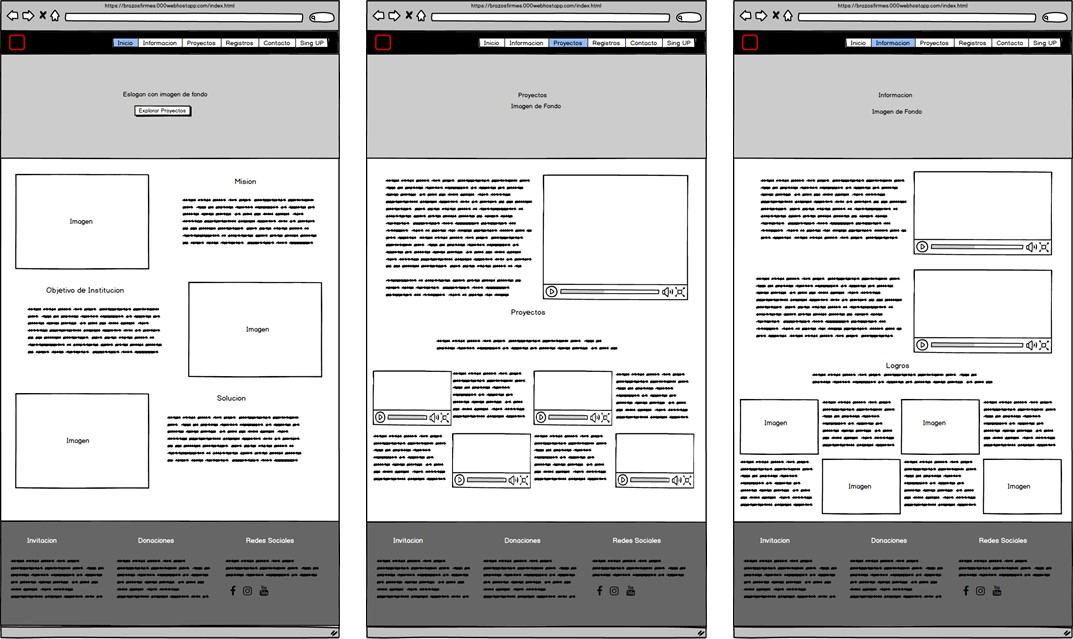 https://brazosfirmes.000webhostapp.com/index.html
Inicio Informacion Proyectos Registros Contacto Sing UP
Eslogan con imagen de fondo
Explorar Proyectos
Imagen
Mision
Objetivo de Institucion
Imagen
Solucion
Imagen
Invitacion Donaciones Redes Sociales
https://brazosfirmes.000webhostapp.com/index.html
Inicio Informacion Proyectos Registros Contacto Sing UP
Proyectos
Imagen de Fondo
Proyectos
Invitacion Donaciones Redes Sociales
https://brazosfirmes.000webhostapp.com/index.html
Inicio Informacion Proyectos Registros Contacto Sing UP
Informacion
Imagen de Fondo
Logros
Imagen Imagen
Imagen Imagen
Invitacion Donaciones Redes Sociales